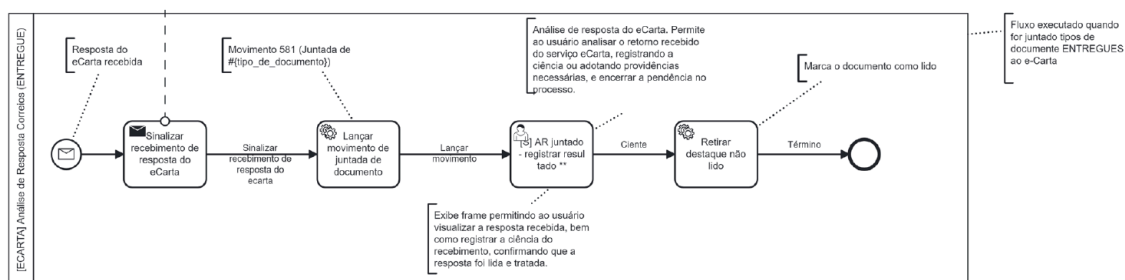 [ECARTA] Análise de Resposta Correios (ENTREGUE)
Resposta do
eCarta recebida
Sinalizar
recebimento de
resposta do
eCarta
Sinalizar
recebimento de
resposta do
ecarta
Movimento 581 (Juntada de
#{tipo_de_documento})
Lançar
movimento de
juntada de
documento
Lançar
movimento
Análise de resposta do eCarta. Permite
ao usuário analisar o retorno recebido
do serviço eCarta, registrando a
ciência ou adotando providências
necessárias, e encerrar a pendência no
processo.
[S] AR juntado
- registrar resul
tado **
Exibe frame permitindo ao usuário
visualizar a resposta recebida, bem
como registrar a ciência do
recebimento, confirmando que a
resposta foi lida e tratada.
Ciente
Retirar
destaque não
lido
Marca o documento como lido
Término
Fluxo executado quando
for juntado tipos de
documente ENTREGUES
ao e-Carta